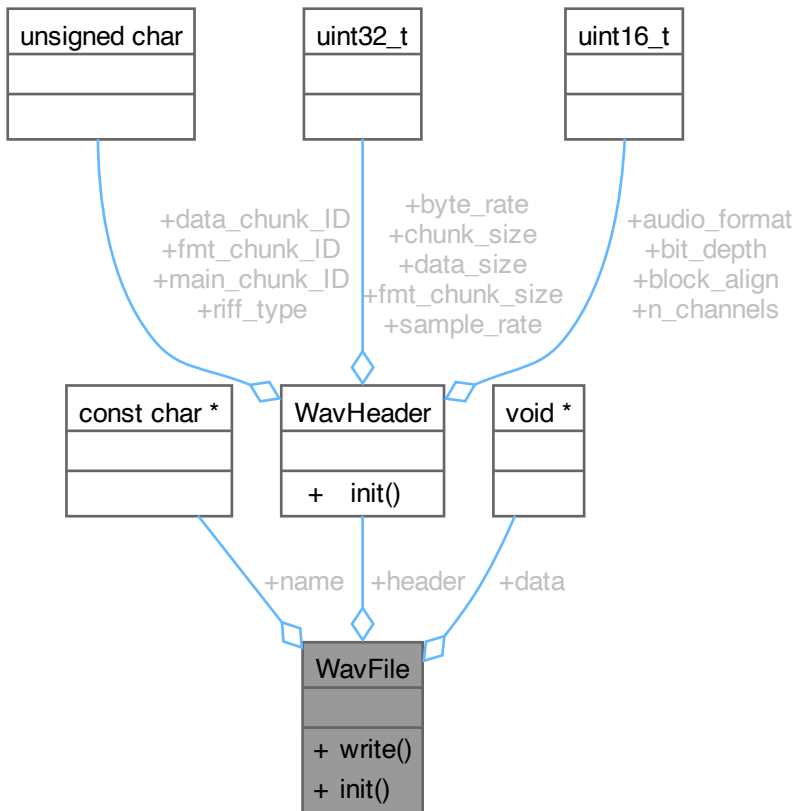 unsigned char
uint32_t
uint16_t
+data_chunk_ID
+fmt_chunk_ID
+main_chunk_ID
+riff_type
+byte_rate
+chunk_size
+data_size
+fmt_chunk_size
+sample_rate
+audio_format
+bit_depth
+block_align
+n_channels
const char *
WavHeader
+ init()
void *
+name
+header
+data
WavFile
+ write()
+ init()